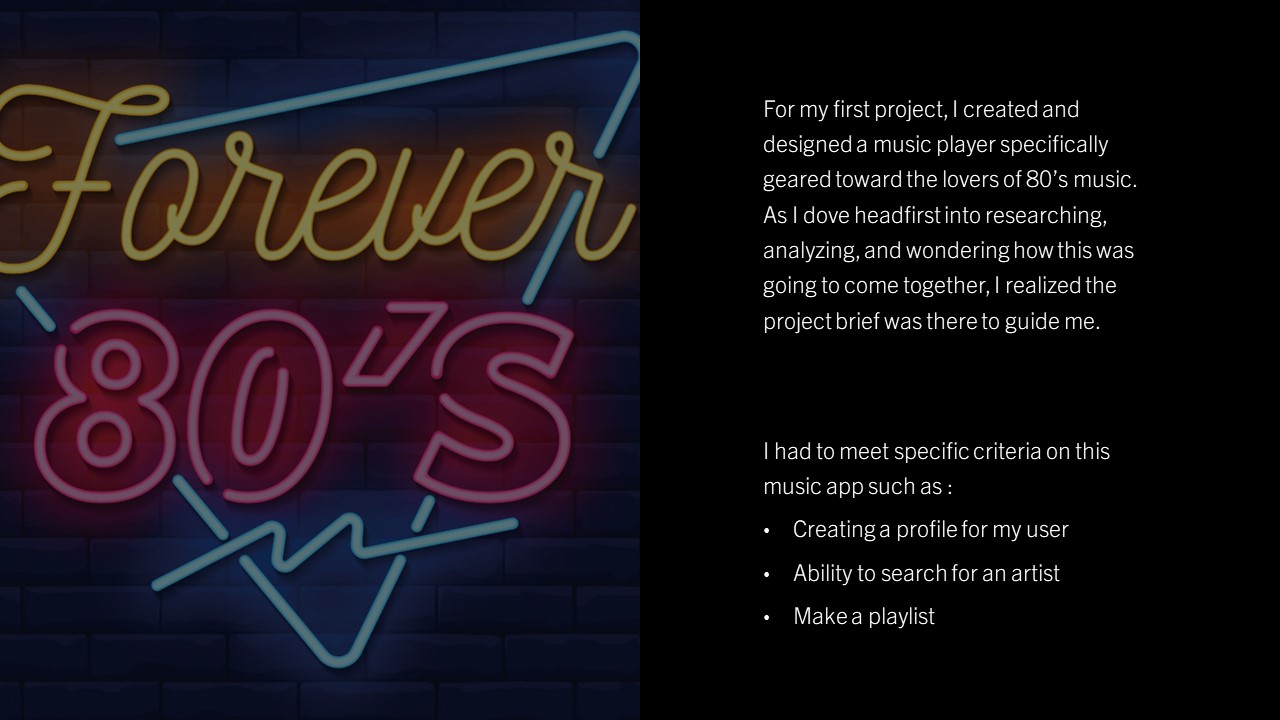 Forever
80's
For my first project, I created and
designed a music player specifically
geared toward the lovers of 80’s music.
As I dove headfirst into researching,
analyzing, and wondering how this was
going to come together, I realized the
project brief was there to guide me.
I had to meet specific criteria on this
music app such as :
• Creating a profile for my user
• Ability to search for an artist
• Make a playlist